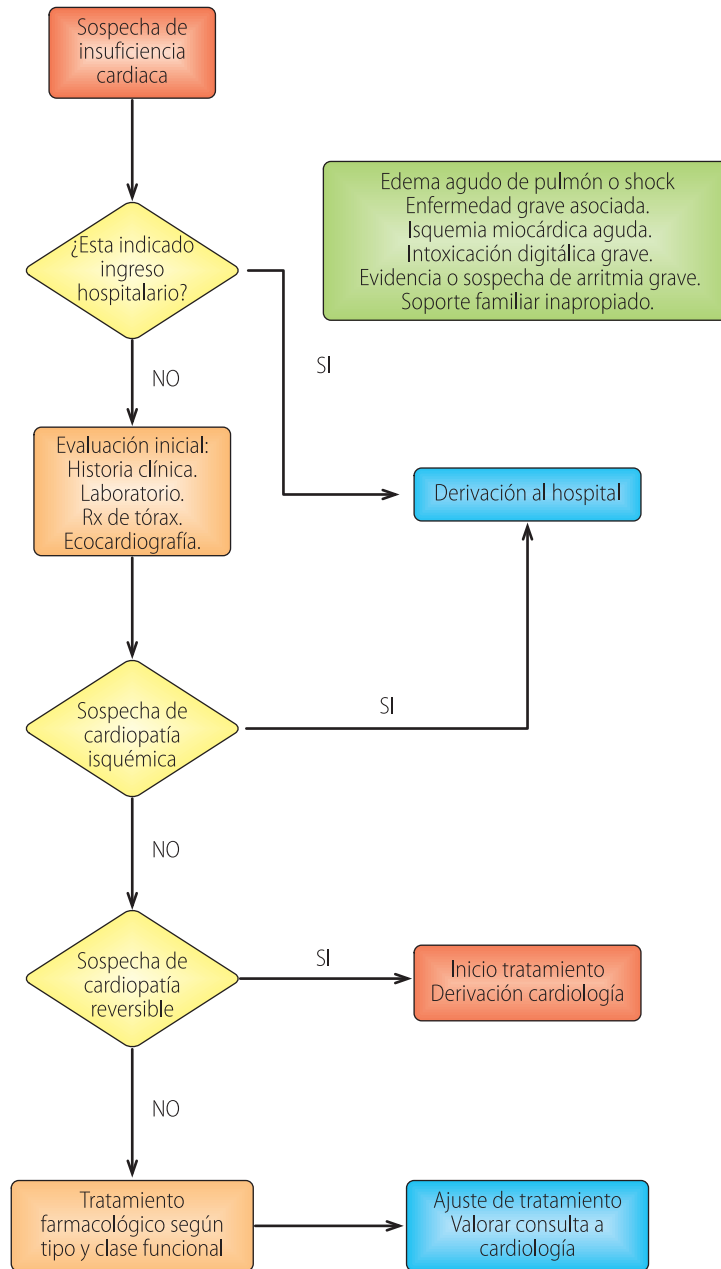 Sospecha de
insuficiencia
cardiaca
Edema agudo de pulmón o shock
Enfermedad grave asociada.
Isquemia miocárdica aguda.
Intoxicación digitálica grave.
Evidencia o sospecha de arritmia grave.
Soporte familiar inapropiado.
¿Esta indicado
ingreso
hospitalario?
SI
NO
Evaluación inicial:
Historia clínica.
Laboratorio.
Rx de tórax.
Ecocardiografía.
Derivación al hospital
Sospecha de
cardiopatía
isquémica
SI
NO
Sospecha de
cardiopatía
reversible
SI
Inicio tratamiento
Derivación cardiología
NO
Tratamiento
farmacológico según
tipo y clase funcional
Ajuste de tratamiento
Valorar consulta a
cardiología